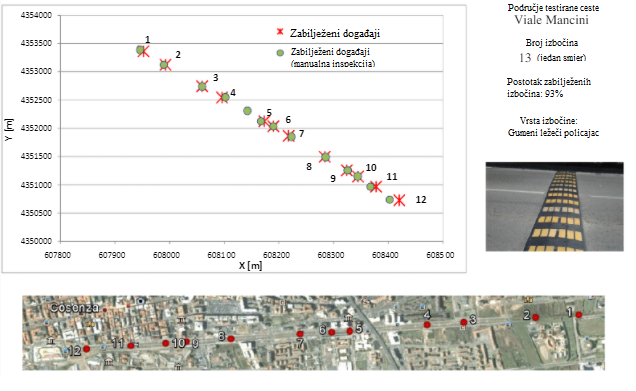 4354000
4353500
4353000
4352500
4352000
4351500
4351000
4350500
4350000
Y [m]
607800
607900
608000
608100
608200
608300
608400
608500
X [m]
1
2
3
4
5
6
7
8
9
10
11
12
Zabilježeni događaji
Zabilježeni događaji
(manualna inspekcija)
Područje testirane ceste
Viale Mancini
Broj izbočina
13 (jedan smjer)
Postotak zabilježenih
izbočina: 93%
Vrsta izbočine:
Gumeni ležeći policajac
Cosenza
12
11
10
9
8
7
6
5
4
3
2
1